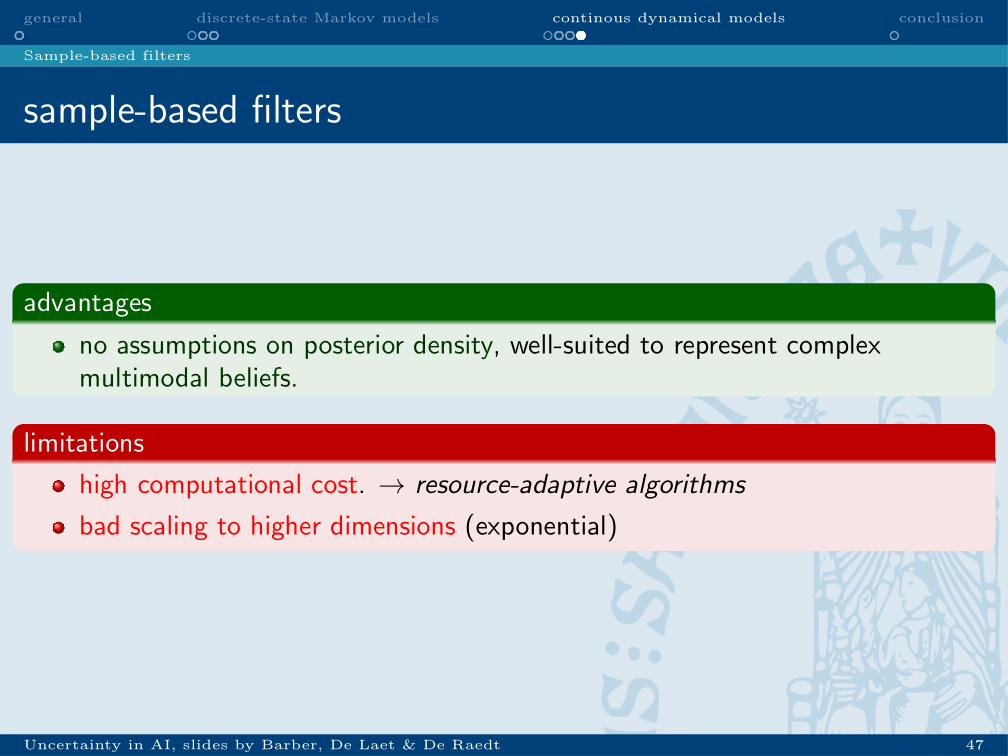 general discrete-state Markov models continous dynamical models conclusion
Sample-based filters
sample-based filters
advantages
no assumptions on posterior density, well-suited to represent complex
multimodal beliefs.
limitations
high computational cost. → resource-adaptive algorithms
bad scaling to higher dimensions (exponential)
Uncertainty in AI, slides by Barber, De Laet & De Raedt 47